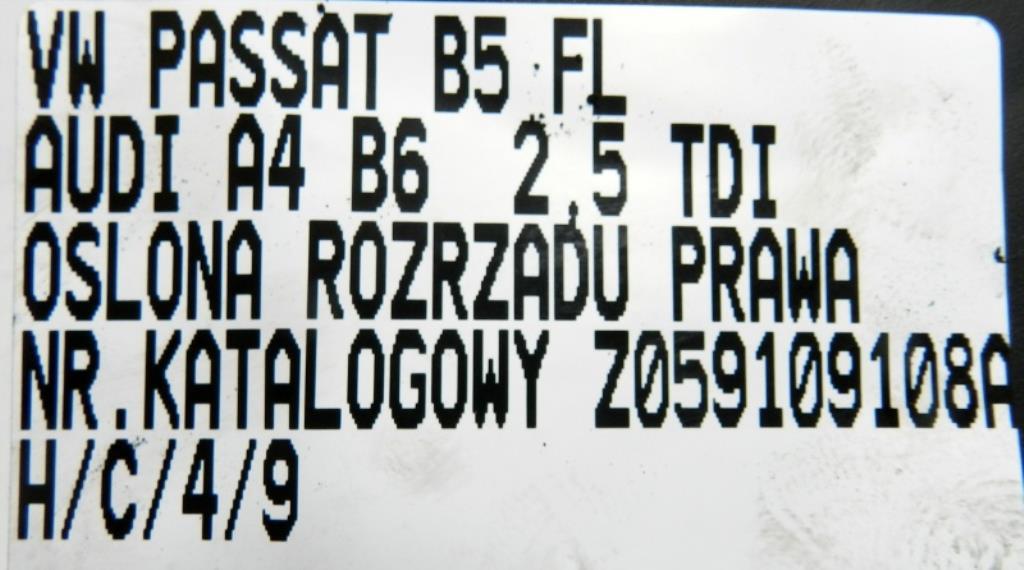 VW PASSAT B5 FL
AUDI A4 B6 2,5 TDI
OSLONA ROZRZADU PRAWA
NR.KATALOGOWY Z059109108A
H/C/4/9